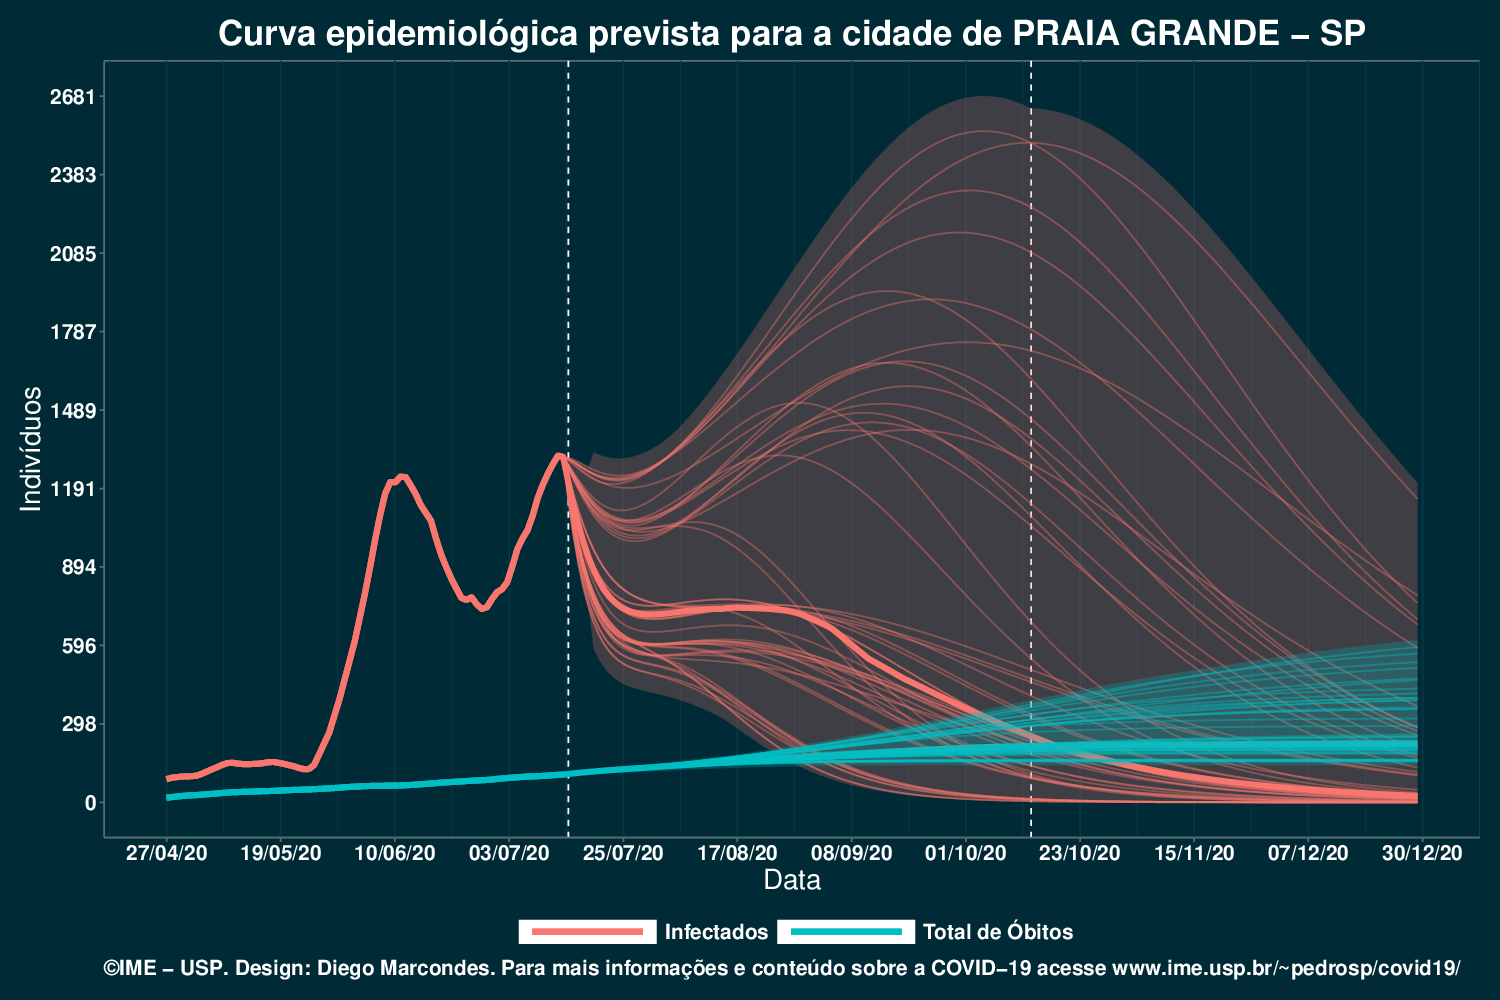 Curva epidemiológica prevista para a cidade de PRAIA GRANDE – SP
2681
2383
2085
1787
1489
1191
894
596
298
0
Indivíduos
27/04/20 19/05/20 10/06/20 03/07/20 25/07/20 17/08/20 08/09/20 01/10/20 23/10/20 15/11/20 07/12/20 30/12/20
Data
Infectados Total de Óbitos
©IME – USP. Design: Diego Marcondes. Para mais informações e conteúdo sobre a COVID–19 acesse www.ime.usp.br/~pedrosp/covid19/